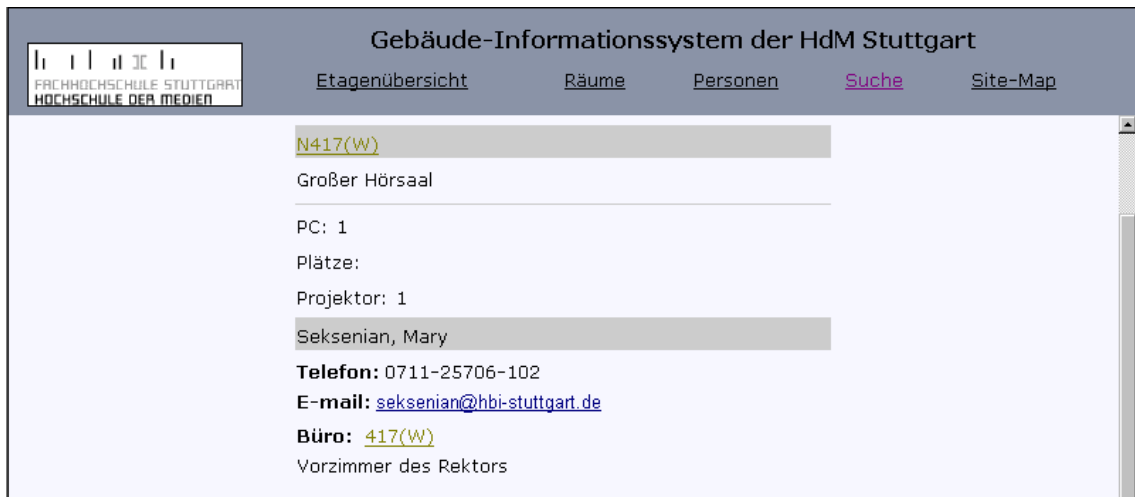 Gebäude-Informationssystem der HdM Stuttgart
FACHHOCHSCHULE STUTTGART
HOCHSCHULE DER MEDIEN
Etagenübersicht Räume Personen Suche Site-Map
N417(W)
Großer Hörsaal
PC: 1
Plätze:
Projektor: 1
Seksenian, Mary
Telefon: 0711-25706-102
E-mail: seksenian@hbi-stuttgart.de
Büro: 417(W)
Vorzimmer des Rektors